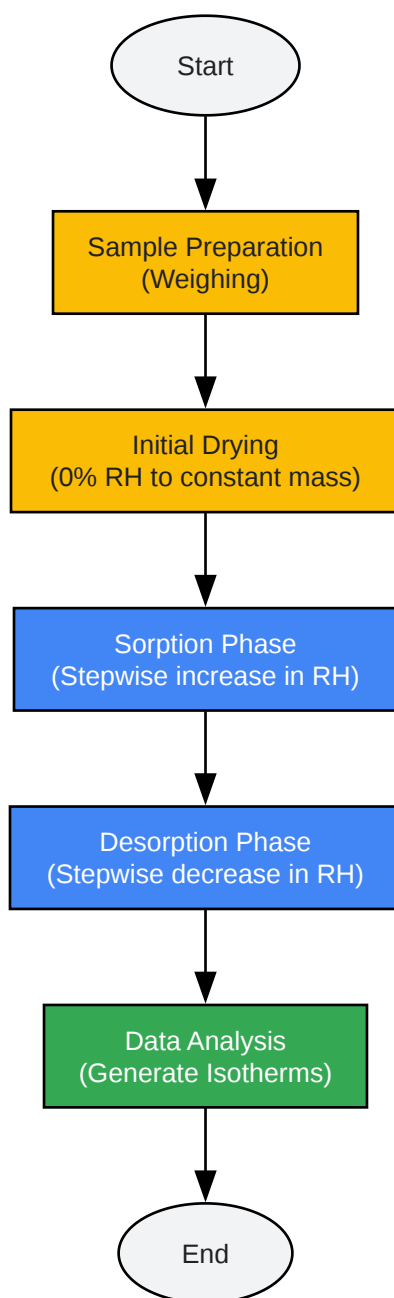 Start
Sample Preparation
(Weighing)
Initial Drying
(0% RH to constant mass)
Sorption Phase
(Stepwise increase in RH)
Desorption Phase
(Stepwise decrease in RH)
Data Analysis
(Generate Isotherms)
End